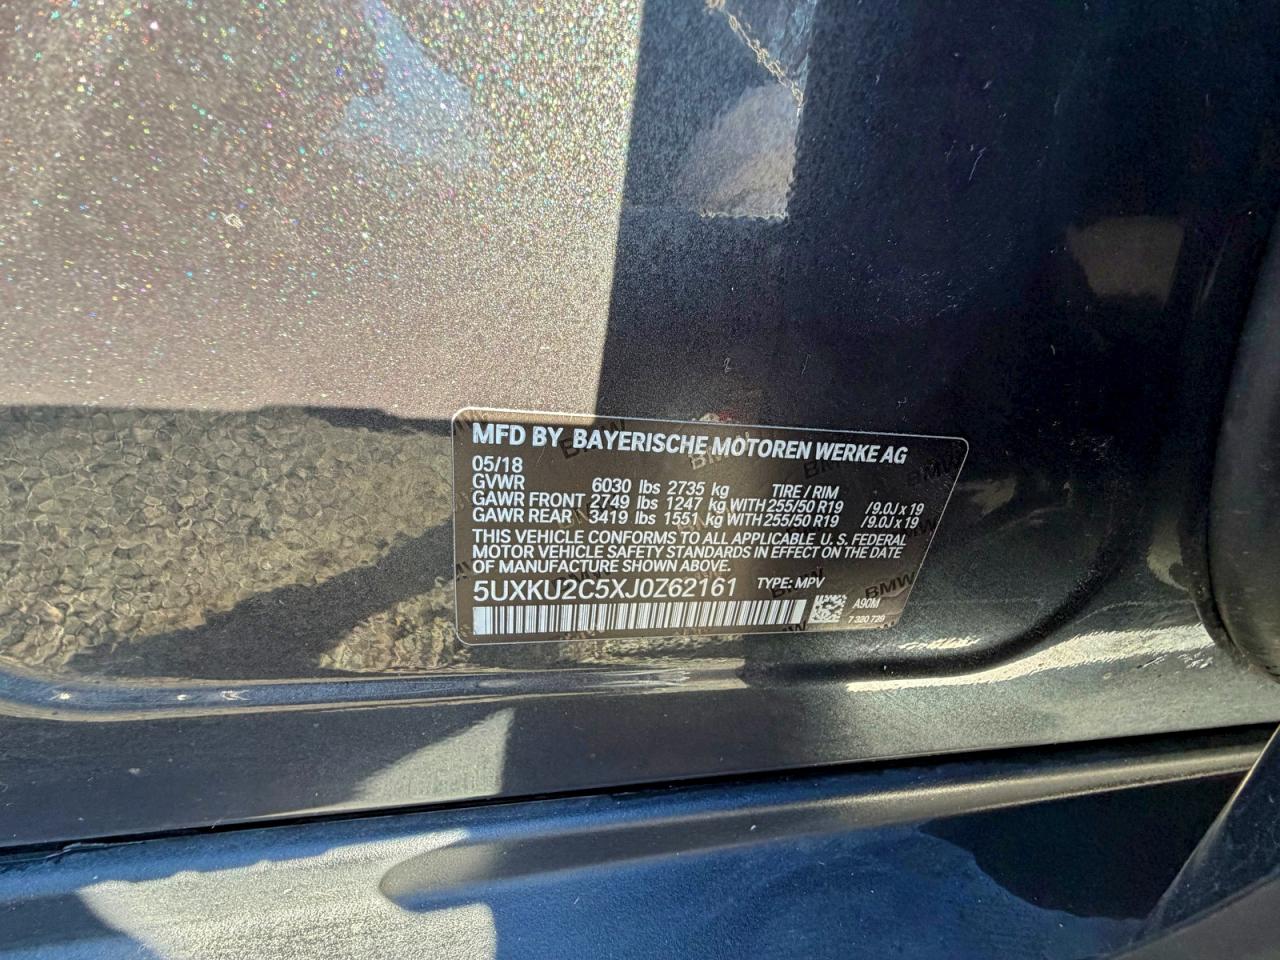 MFD BY BAYERISCHE MOTOREN WERKE AG
05/18
GVWR 6030 lbs 2735 kg TIRE / RIM
GAWR FRONT 2749 lbs 1247 kg WITH 255/50 R19 / 9.0J x 19
GAWR REAR 3419 lbs 1551 kg WITH 255/50 R19 / 9.0J x 19
THIS VEHICLE CONFORMS TO ALL APPLICABLE U.S. FEDERAL
MOTOR VEHICLE SAFETY STANDARDS IN EFFECT ON THE DATE
OF MANUFACTURE SHOWN ABOVE.
5UXKU2C5XJ0Z62161 TYPE: MPV
A90M
BMW